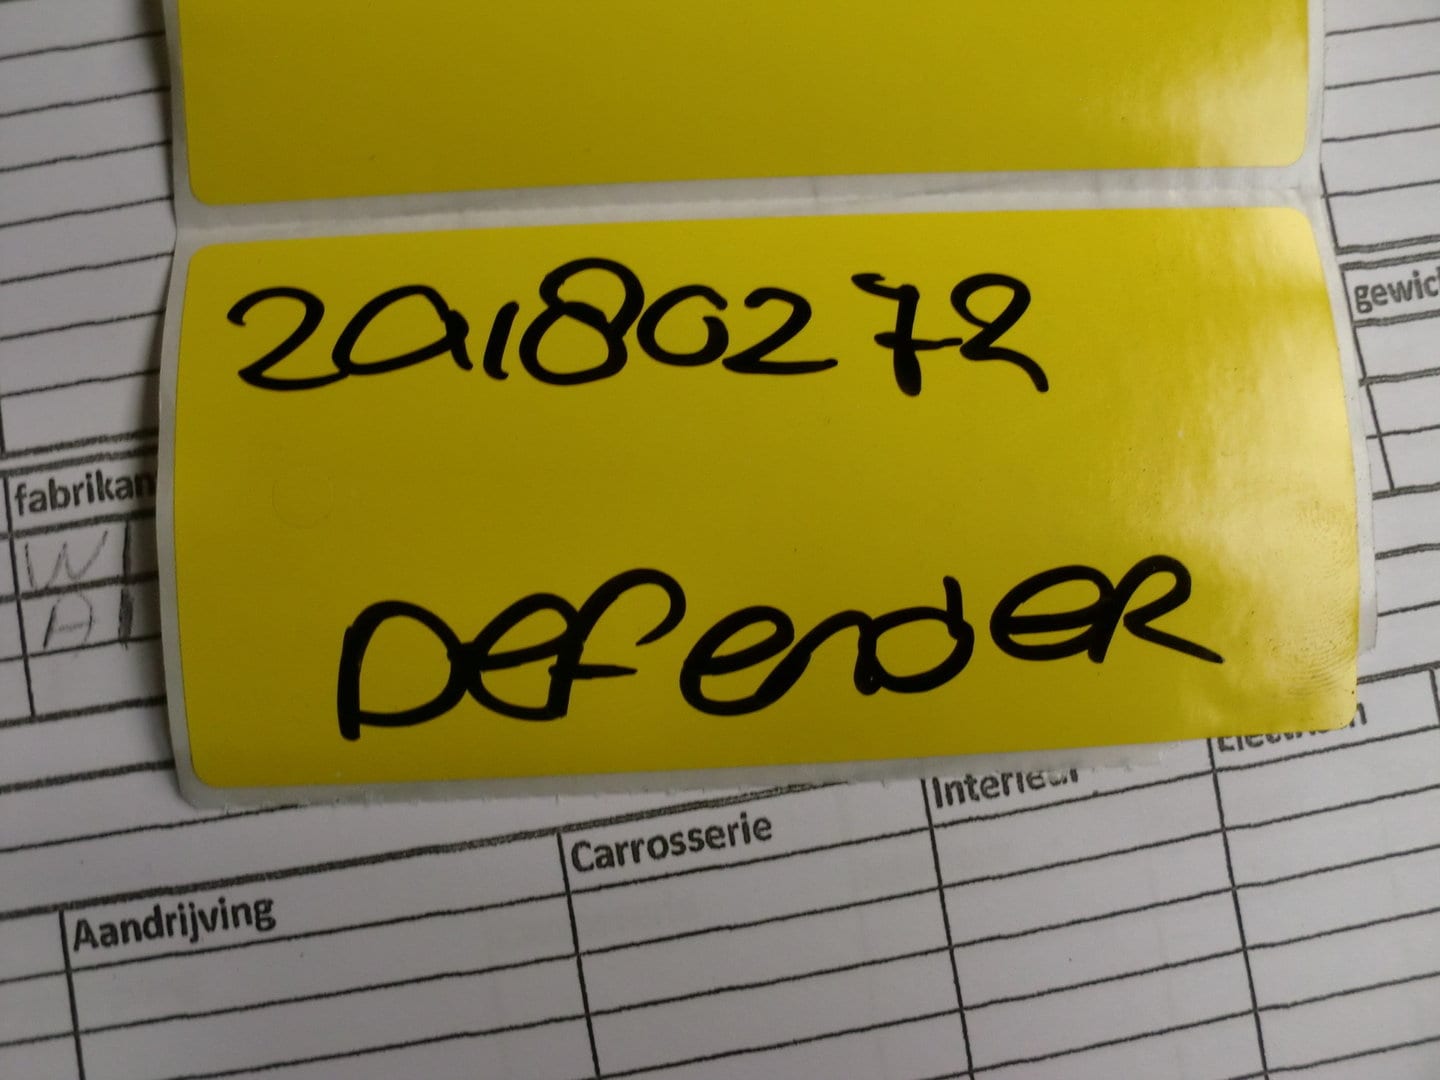 2A180272
DEFendER
gewic
fabrikan
W
A
Interieur
Carrosserie
Aandrijving